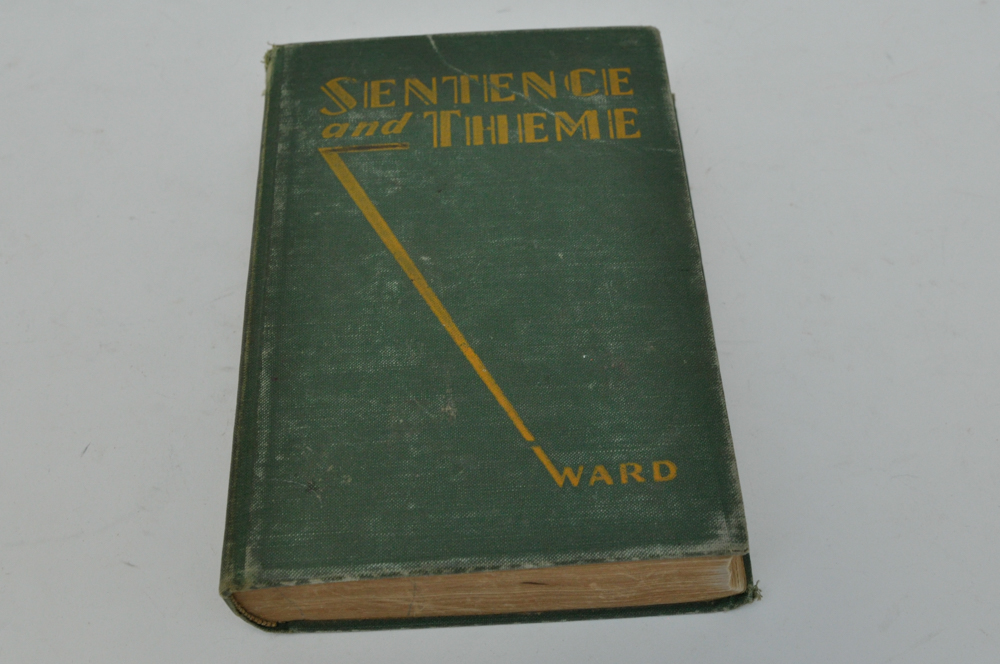 SENTENCE
and THEME
WARD